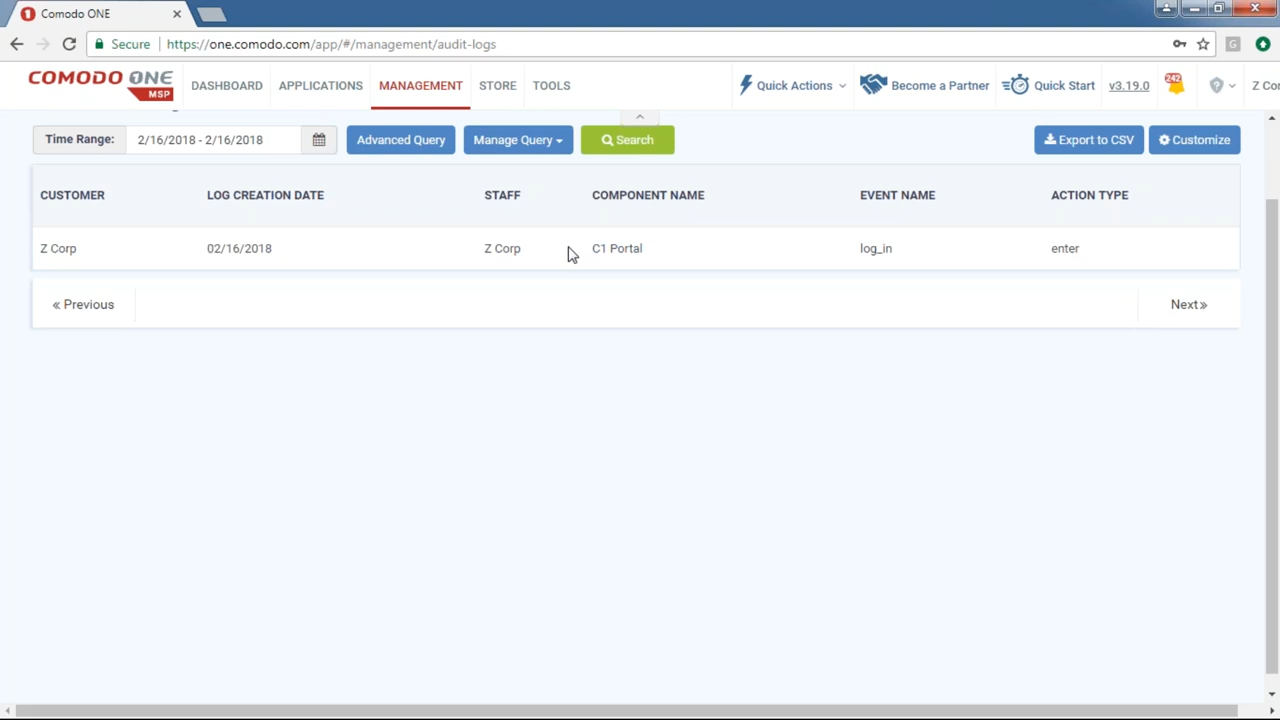 Comodo ONE
Secure https://one.comodo.com/app/#/management/audit-logs G
COMODO ONE MSP DASHBOARD APPLICATIONS MANAGEMENT STORE TOOLS Quick Actions Become a Partner Quick Start v3.19.0 242 ? Z Cor
Time Range: 2/16/2018 - 2/16/2018 Advanced Query Manage Query Search Export to CSV Customize
CUSTOMER LOG CREATION DATE STAFF COMPONENT NAME EVENT NAME ACTION TYPE
Z Corp 02/16/2018 Z Corp C1 Portal log_in enter
« Previous Next »